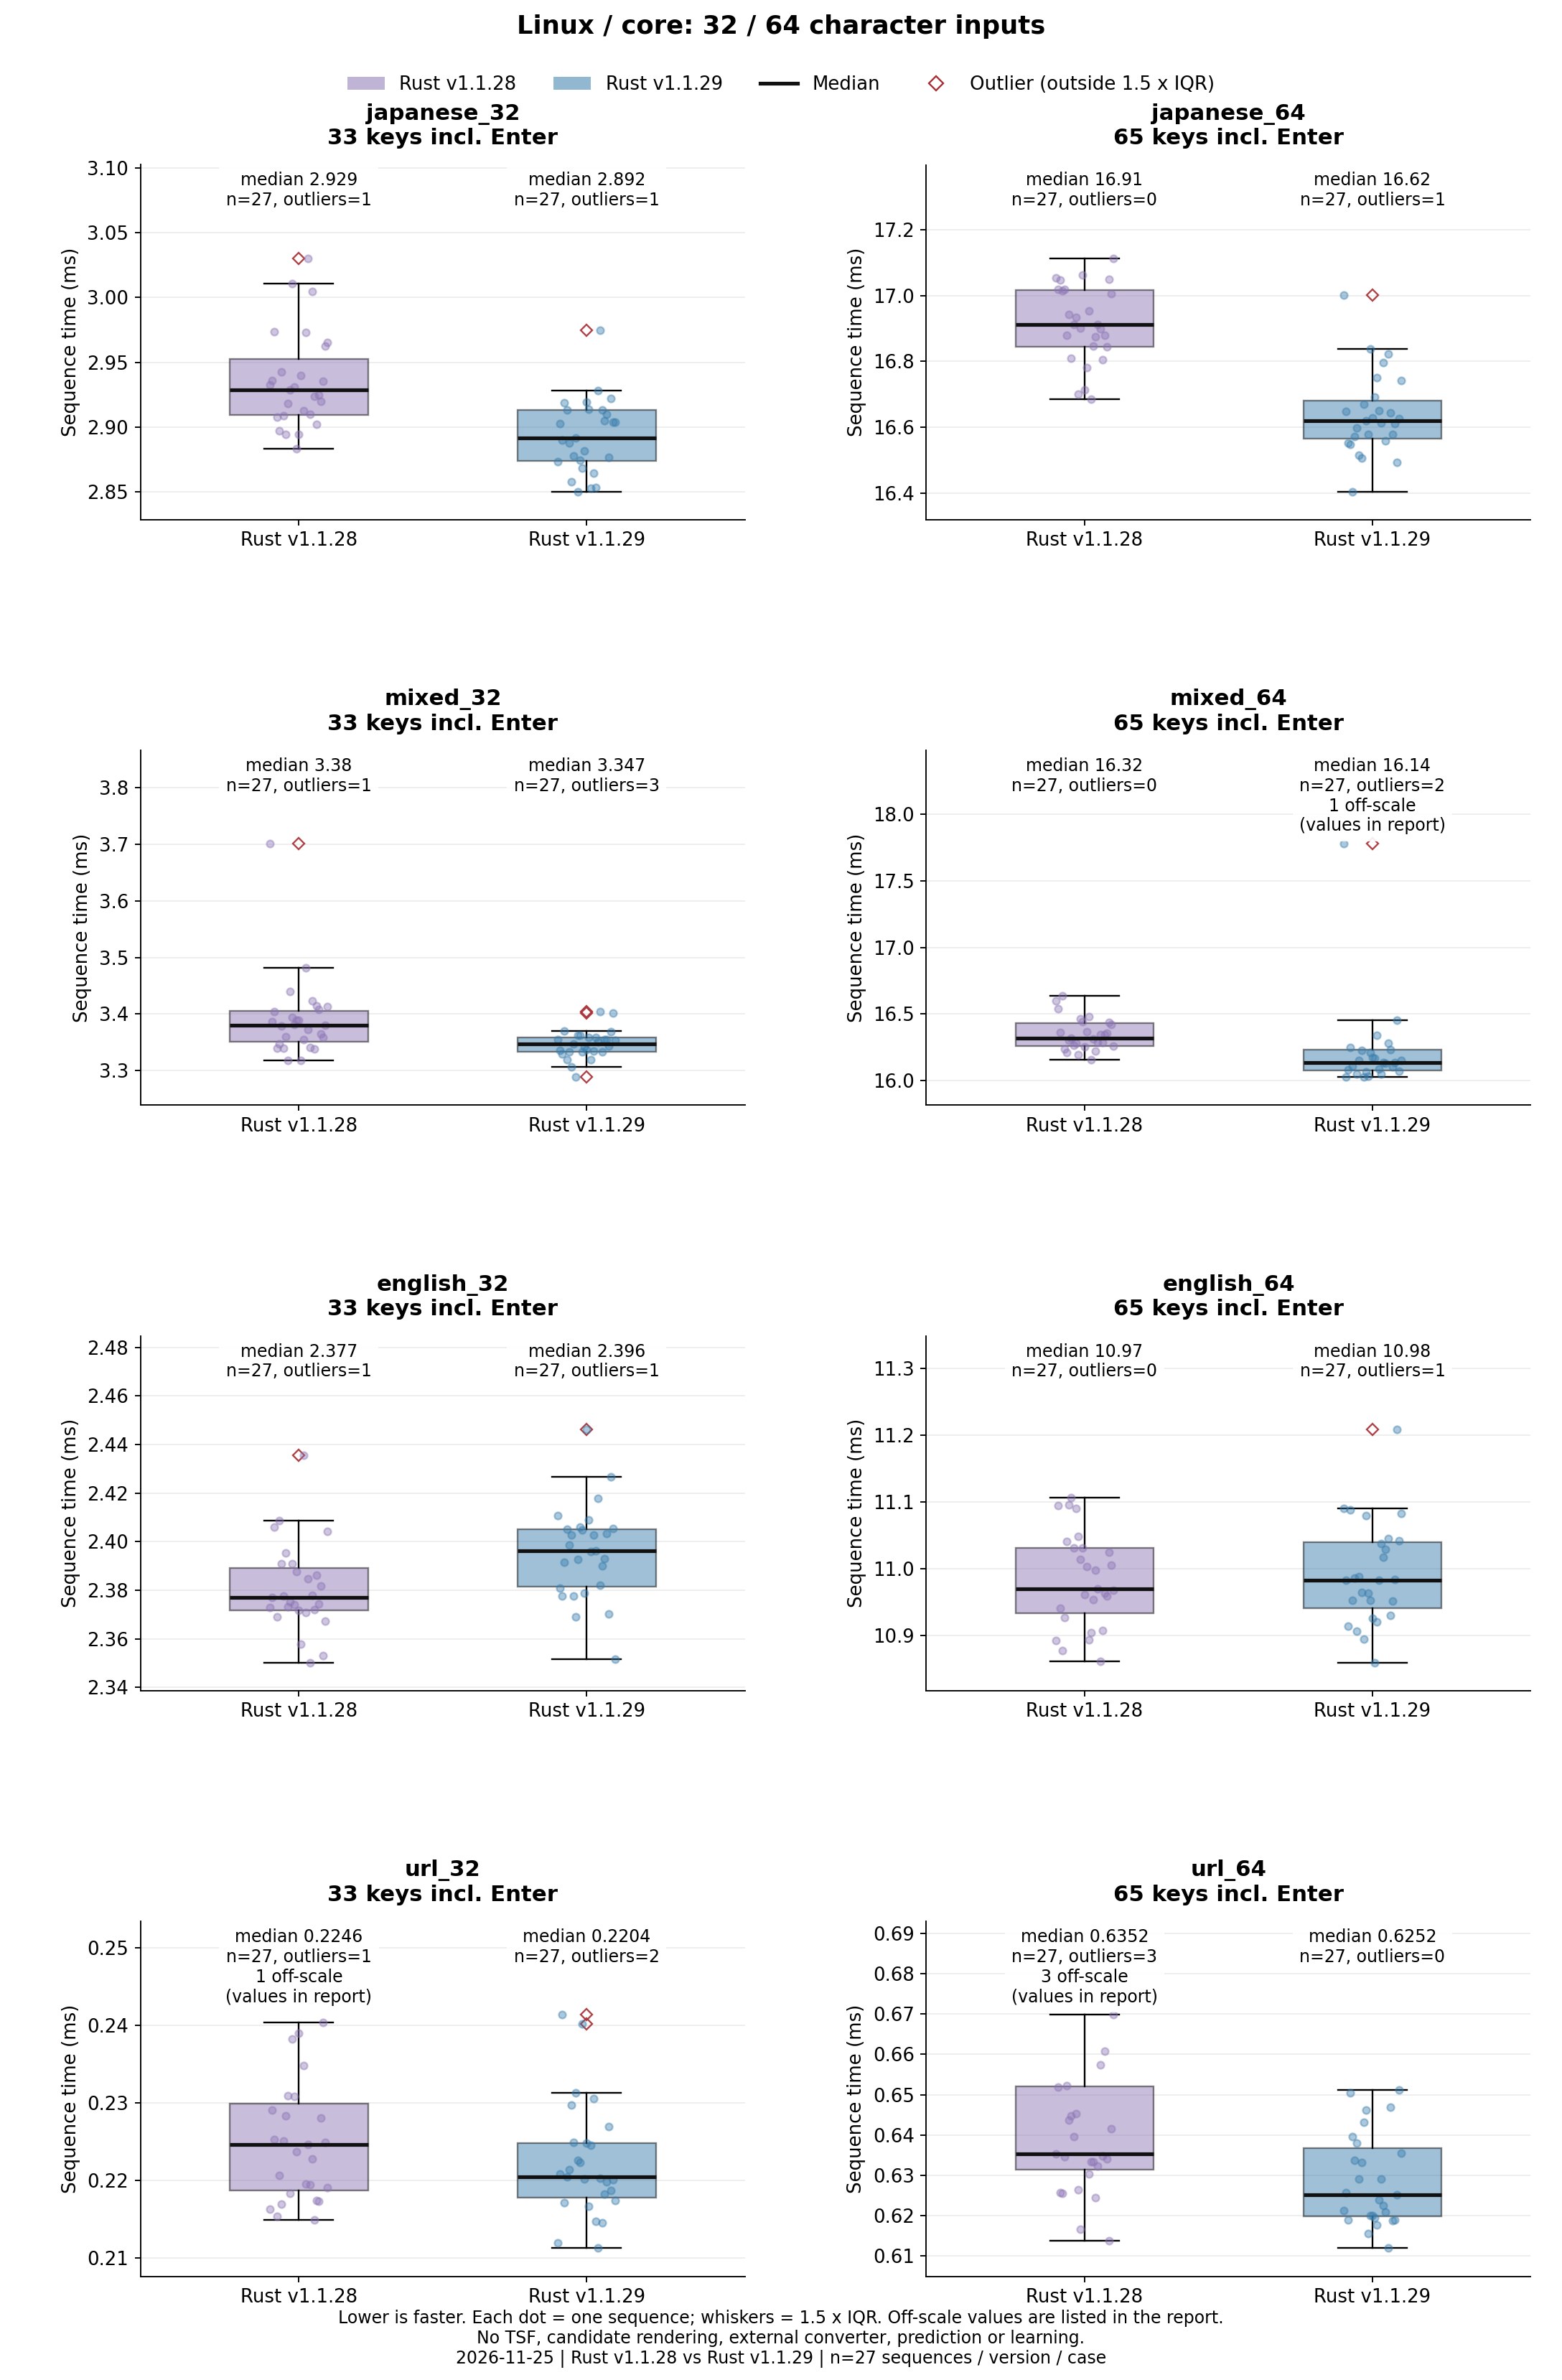 Linux / core: 32 / 64 character inputs
Rust v1.1.28 Rust v1.1.29 Median Outlier (outside 1.5 x IQR)
japanese_32
33 keys incl. Enter
median 2.929
n=27, outliers=1
median 2.892
n=27, outliers=1
Sequence time (ms)
3.10
3.05
3.00
2.95
2.90
2.85
Rust v1.1.28 Rust v1.1.29
japanese_64
65 keys incl. Enter
median 16.91
n=27, outliers=0
median 16.62
n=27, outliers=1
Sequence time (ms)
17.2
17.0
16.8
16.6
16.4
Rust v1.1.28 Rust v1.1.29
mixed_32
33 keys incl. Enter
median 3.38
n=27, outliers=1
median 3.347
n=27, outliers=3
Sequence time (ms)
3.8
3.7
3.6
3.5
3.4
3.3
Rust v1.1.28 Rust v1.1.29
mixed_64
65 keys incl. Enter
median 16.32
n=27, outliers=0
median 16.14
n=27, outliers=2
1 off-scale
(values in report)
Sequence time (ms)
18.0
17.5
17.0
16.5
16.0
Rust v1.1.28 Rust v1.1.29
english_32
33 keys incl. Enter
median 2.377
n=27, outliers=1
median 2.396
n=27, outliers=1
Sequence time (ms)
2.48
2.46
2.44
2.42
2.40
2.38
2.36
2.34
Rust v1.1.28 Rust v1.1.29
english_64
65 keys incl. Enter
median 10.97
n=27, outliers=0
median 10.98
n=27, outliers=1
Sequence time (ms)
11.3
11.2
11.1
11.0
10.9
Rust v1.1.28 Rust v1.1.29
url_32
33 keys incl. Enter
median 0.2246
n=27, outliers=1
1 off-scale
(values in report)
median 0.2204
n=27, outliers=2
Sequence time (ms)
0.25
0.24
0.23
0.22
0.21
Rust v1.1.28 Rust v1.1.29
url_64
65 keys incl. Enter
median 0.6352
n=27, outliers=3
3 off-scale
(values in report)
median 0.6252
n=27, outliers=0
Sequence time (ms)
0.69
0.68
0.67
0.66
0.65
0.64
0.63
0.62
0.61
Rust v1.1.28 Rust v1.1.29
Lower is faster. Each dot = one sequence; whiskers = 1.5 x IQR. Off-scale values are listed in the report.
No TSF, candidate rendering, external converter, prediction or learning.
2026-11-25 | Rust v1.1.28 vs Rust v1.1.29 | n=27 sequences / version / case